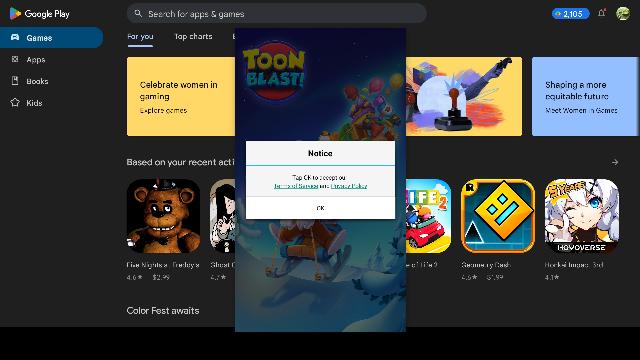 Google Play
Search for apps & games
2,105
Games
Apps
Books
Kids
For you
Top charts
TOON
BLAST!
Celebrate women in
gaming
Explore games
Shaping a more
equitable future
Meet Women in Games
Notice
Tap OK to accept our
Terms of Service and Privacy Policy
OK
Based on your recent acti
LIFE 2
HOYOVERSE
Five Nights a Freddy's
4.6★ $2.99
Ghost
4.7★
of Life 2
Geometry Dash
4.6★ $1.99
Honkai Impact 3rd
4.1★
Color Fest awaits